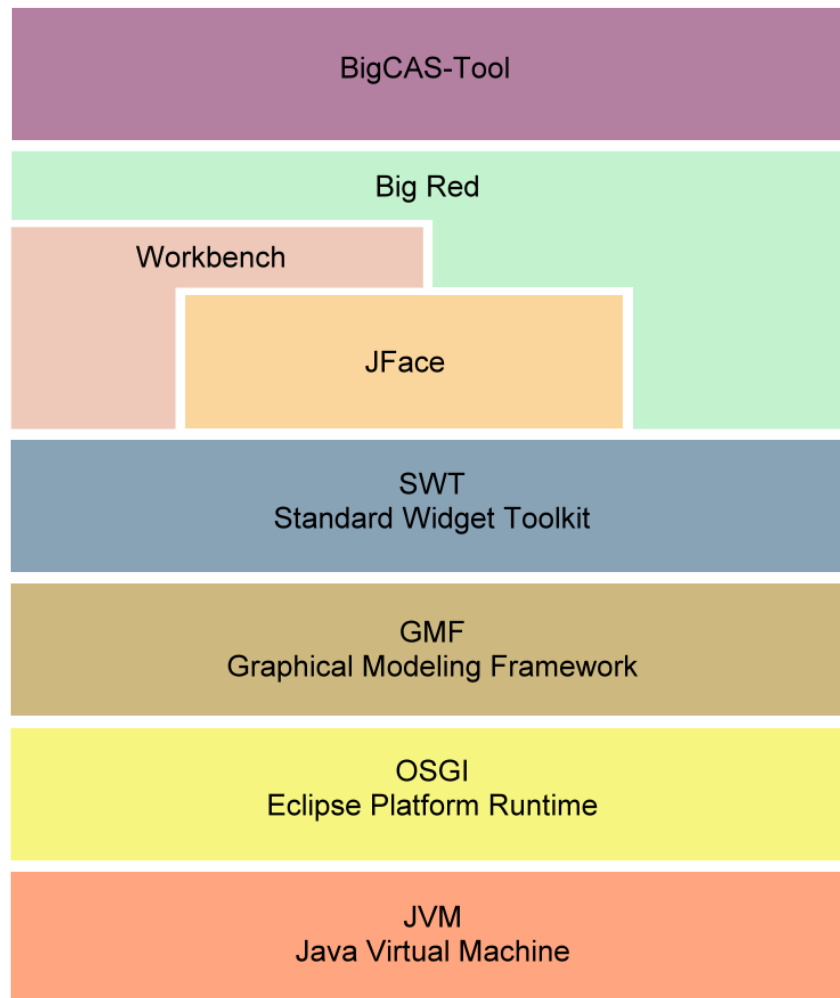 BigCAS-Tool
Big Red
Workbench
JFace
SWT
Standard Widget Toolkit
GMF
Graphical Modeling Framework
OSGI
Eclipse Platform Runtime
JVM
Java Virtual Machine